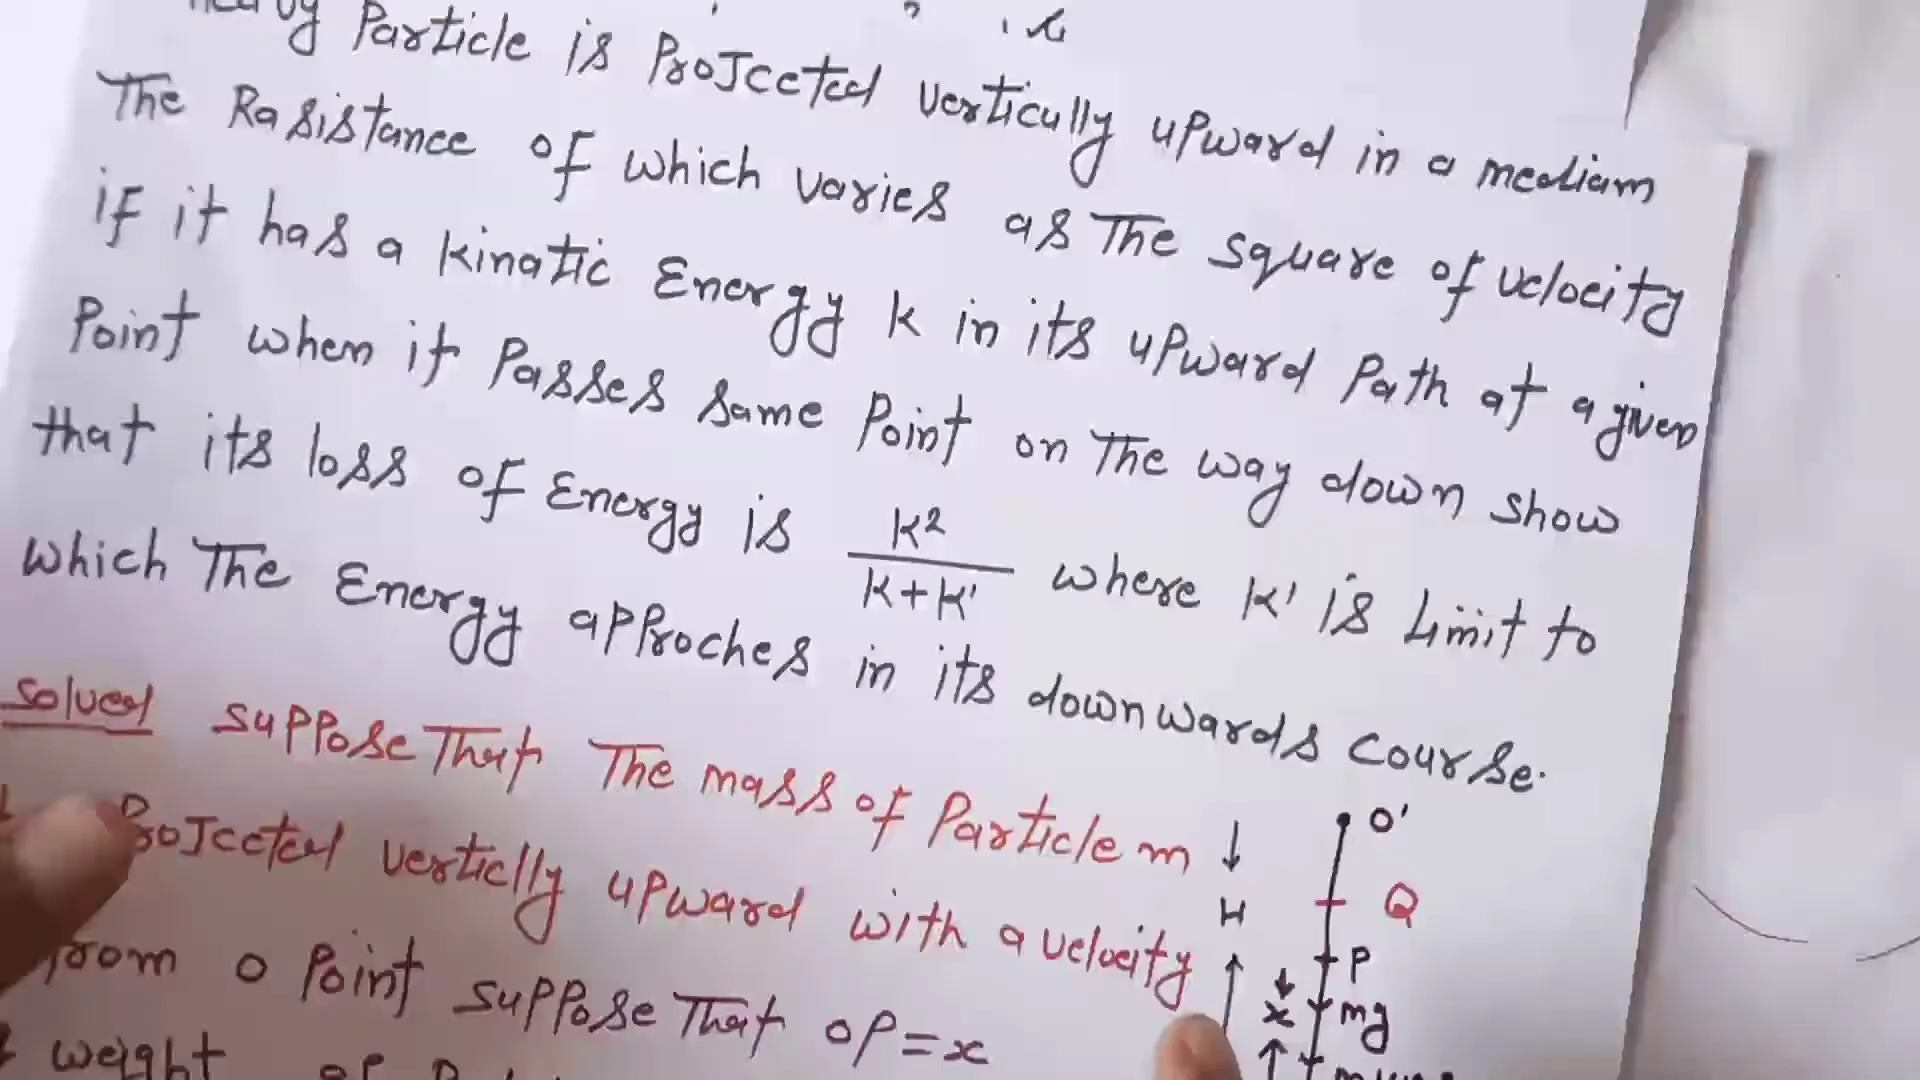 Particle is ProJected vertically upward in a medium
The Rasistance of which varies as The square of velocity
if it has a kinatic Energy k in its upward Path at a given
Point when it Passes same Point on The way down show
that its loss of Energy is K2/K+K' where K' is Limit to
which The Energy approches in its downwards course.
Solved suppose That The mass of Particle m
ProJected vertically upward with a velocity
from o Point suppose That op=x
weight of
O'
Q
H
P
x
mg